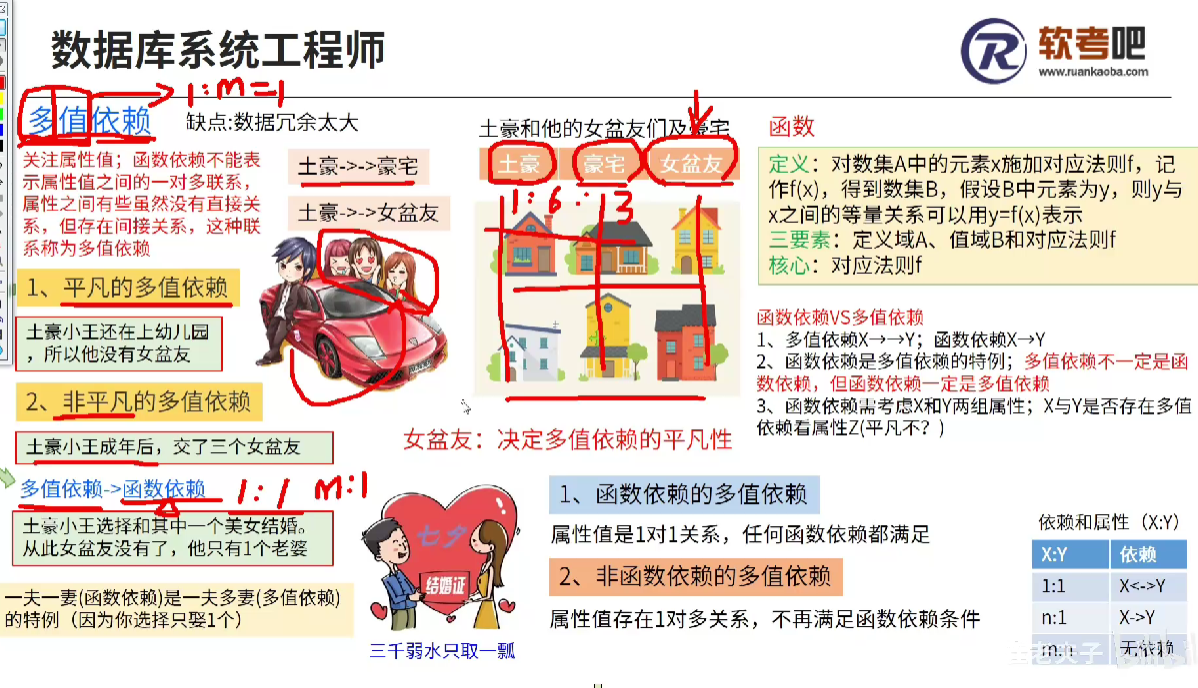 数据库系统工程师
软考吧
www.ruankaoba.com
多值依赖
1:m=1
缺点:数据冗余太大
关注属性值；函数依赖不能表
示属性值之间的一对多联系，
属性之间有些虽然没有直接关
系，但存在间接关系，这种联
系称为多值依赖
土豪->->豪宅
土豪->->女盆友
1、平凡的多值依赖
土豪小王还在上幼儿园
，所以他没有女盆友
2、非平凡的多值依赖
土豪小王成年后，交了三个女盆友
多值依赖->函数依赖
1:1 m:1
土豪小王选择和其中一个美女结婚。
从此女盆友没有了，他只有1个老婆
一夫一妻(函数依赖)是一夫多妻(多值依赖)
的特例（因为你选择只娶1个）
土豪和他的女盆友们及豪宅
土豪 豪宅 女盆友
1:6:13
女盆友：决定多值依赖的平凡性
七夕
结婚证
三千弱水只取一瓢
1、函数依赖的多值依赖
属性值是1对1关系，任何函数依赖都满足
2、非函数依赖的多值依赖
属性值存在1对多关系，不再满足函数依赖条件
函数
定义：对数集A中的元素x施加对应法则f，记
作f(x)，得到数集B，假设B中元素为y，则y与
x之间的等量关系可以用y=f(x)表示
三要素：定义域A、值域B和对应法则f
核心：对应法则f
函数依赖VS多值依赖
1、多值依赖X→→Y；函数依赖X→Y
2、函数依赖是多值依赖的特例；多值依赖不一定是函
数依赖，但函数依赖一定是多值依赖
3、函数依赖需考虑X和Y两组属性；X与Y是否存在多值
依赖看属性Z(平凡不？)
依赖和属性（X:Y）
X:Y 依赖
1:1 X<->Y
n:1 X->Y
m:n 无依赖
老夫子
bilibili